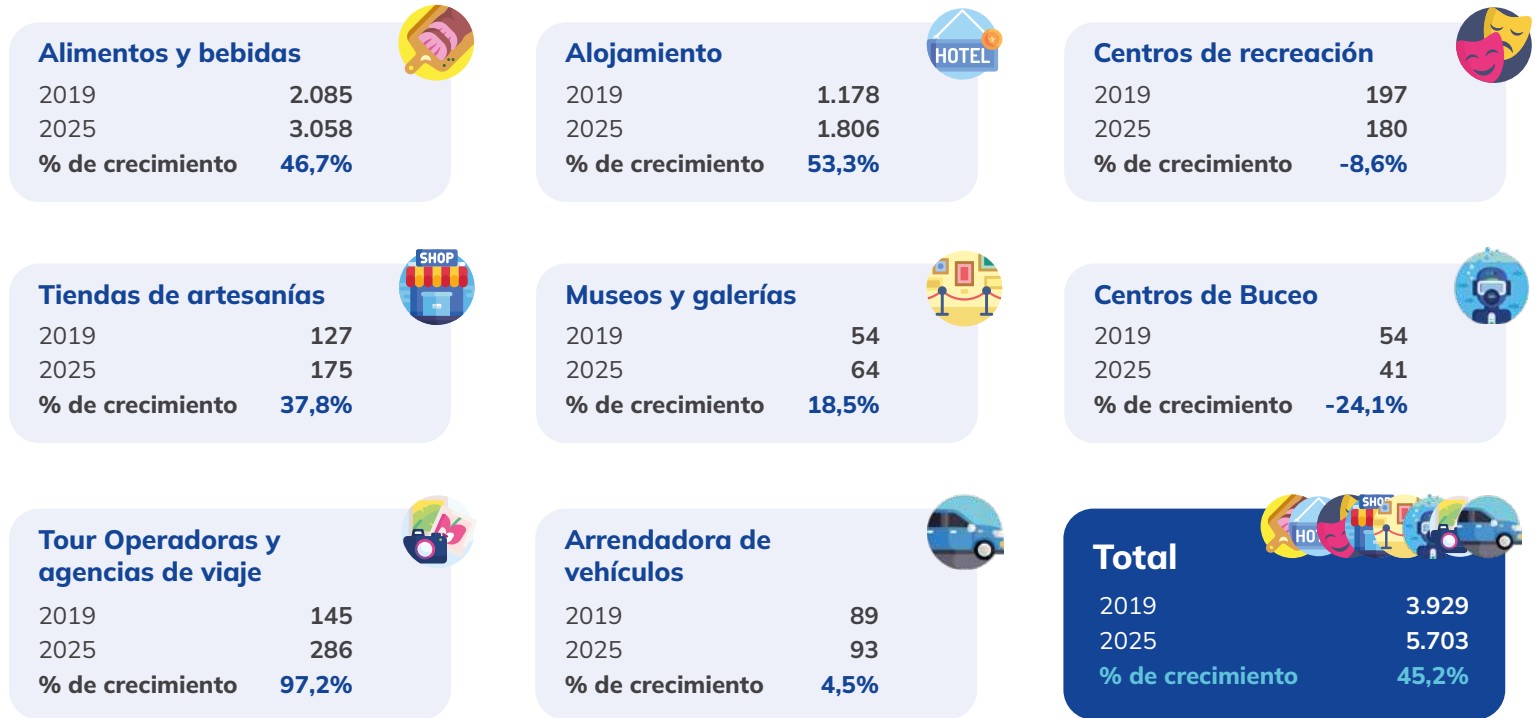 Alimentos y bebidas
2019 2.085
2025 3.058
% de crecimiento 46,7%
Alojamiento
HOTEL
2019 1.178
2025 1.806
% de crecimiento 53,3%
Centros de recreación
2019 197
2025 180
% de crecimiento -8,6%
Tiendas de artesanías
SHOP
2019 127
2025 175
% de crecimiento 37,8%
Museos y galerías
2019 54
2025 64
% de crecimiento 18,5%
Centros de Buceo
2019 54
2025 41
% de crecimiento -24,1%
Tour Operadoras y
agencias de viaje
2019 145
2025 286
% de crecimiento 97,2%
Arrendadora de
vehículos
2019 89
2025 93
% de crecimiento 4,5%
Total
2019 3.929
2025 5.703
% de crecimiento 45,2%